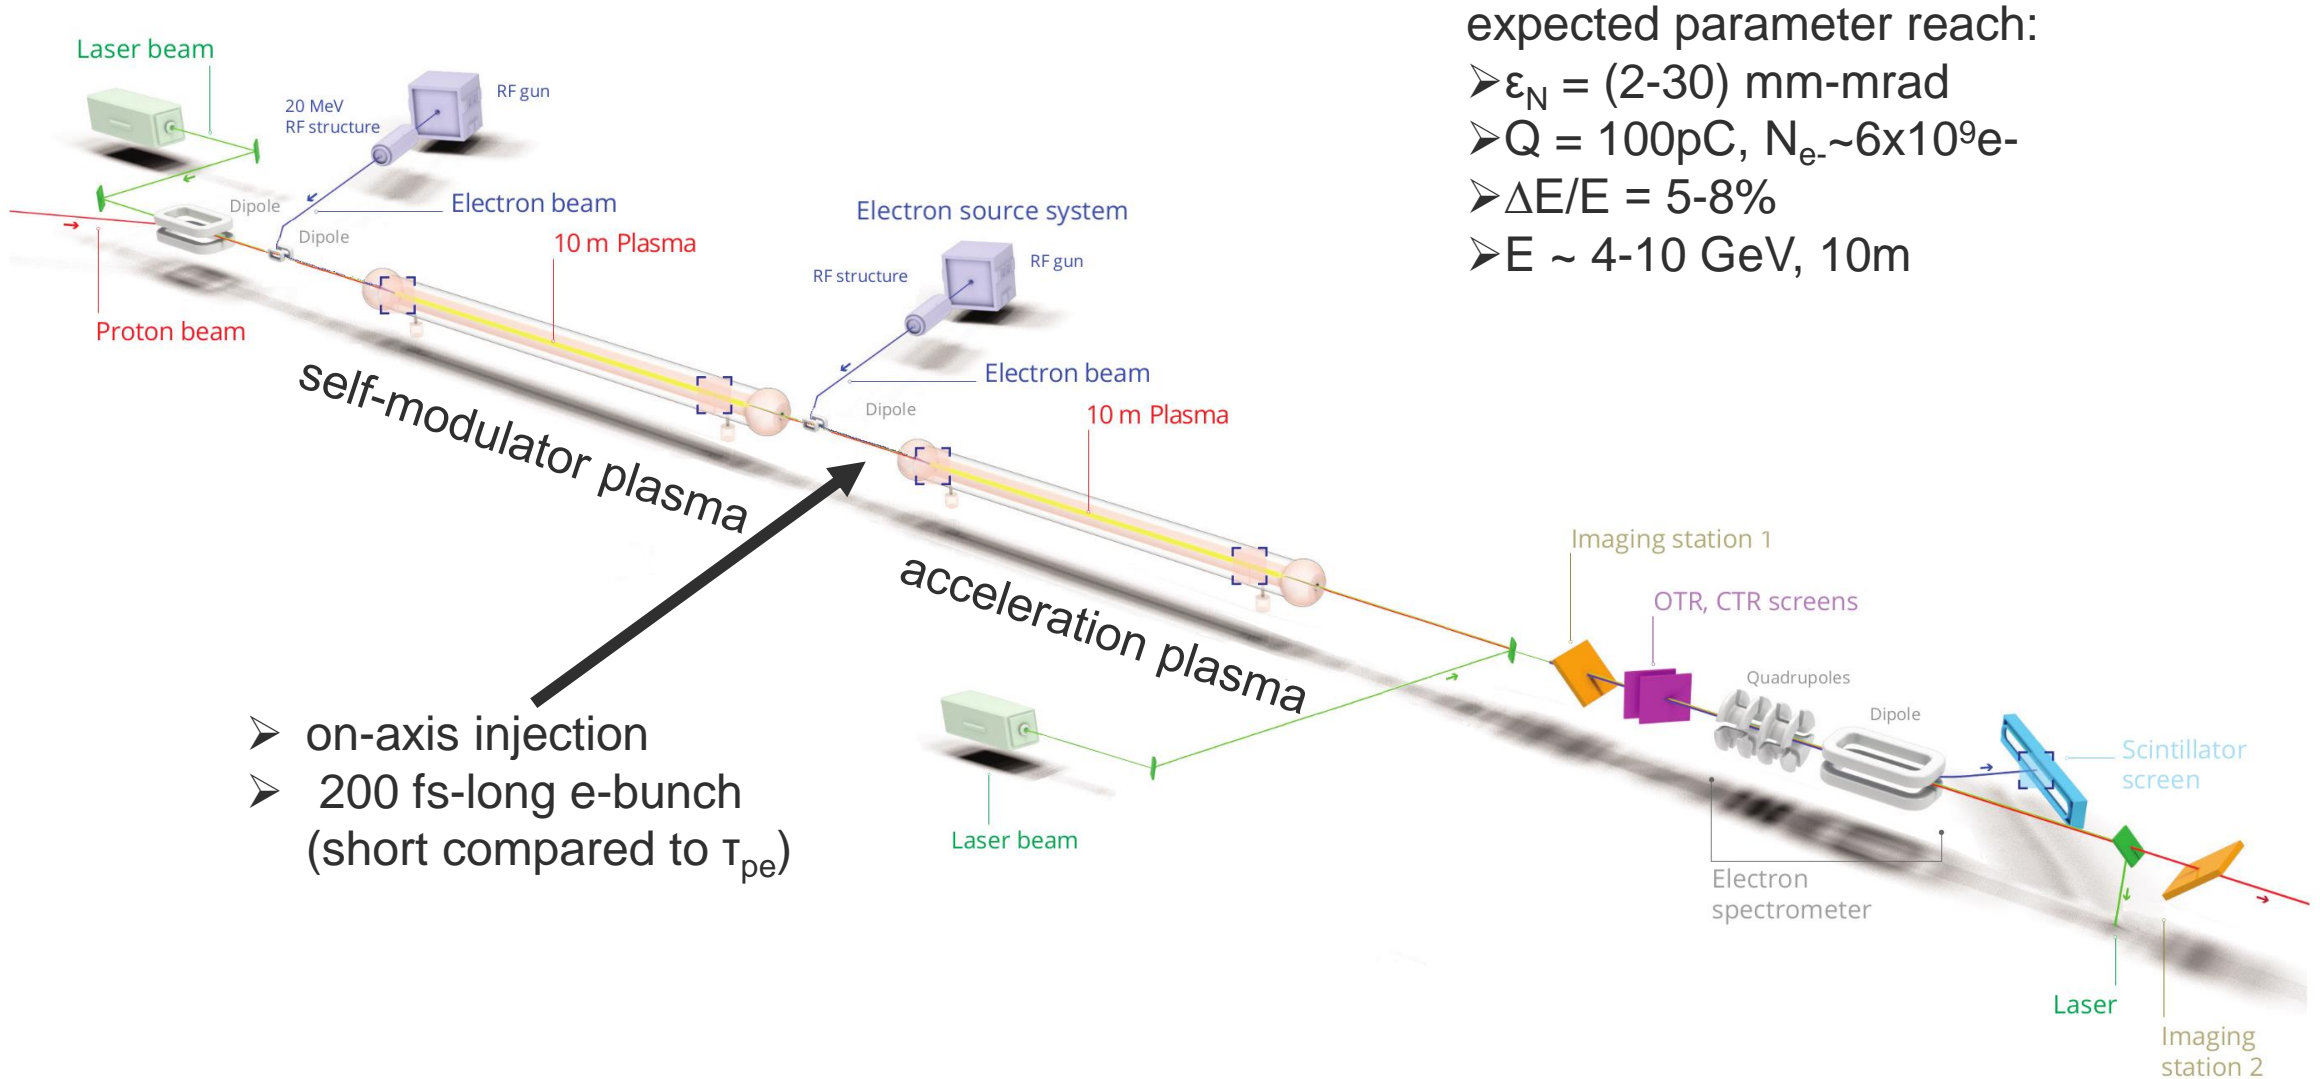 expected parameter reach:
➢εN = (2-30) mm-mrad
➢Q = 100pC, Ne-~6x10⁹e-
➢ΔE/E = 5-8%
➢E ~ 4-10 GeV, 10m
Laser beam
20 MeV
RF structure
RF gun
Dipole
Electron beam
Dipole
10 m Plasma
Proton beam
Electron source system
RF structure
RF gun
Electron beam
Dipole
10 m Plasma
self-modulator plasma
acceleration plasma
➢ on-axis injection
➢ 200 fs-long e-bunch
(short compared to τpe)
Laser beam
Imaging station 1
OTR, CTR screens
Quadrupoles
Dipole
Scintillator
screen
Electron
spectrometer
Laser
Imaging
station 2